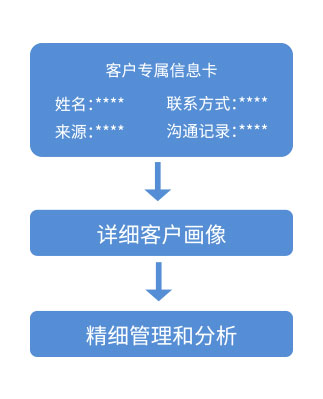 客户专属信息卡
姓名：**** 联系方式：****
来源：**** 沟通记录：****
详细客户画像
精细管理和分析